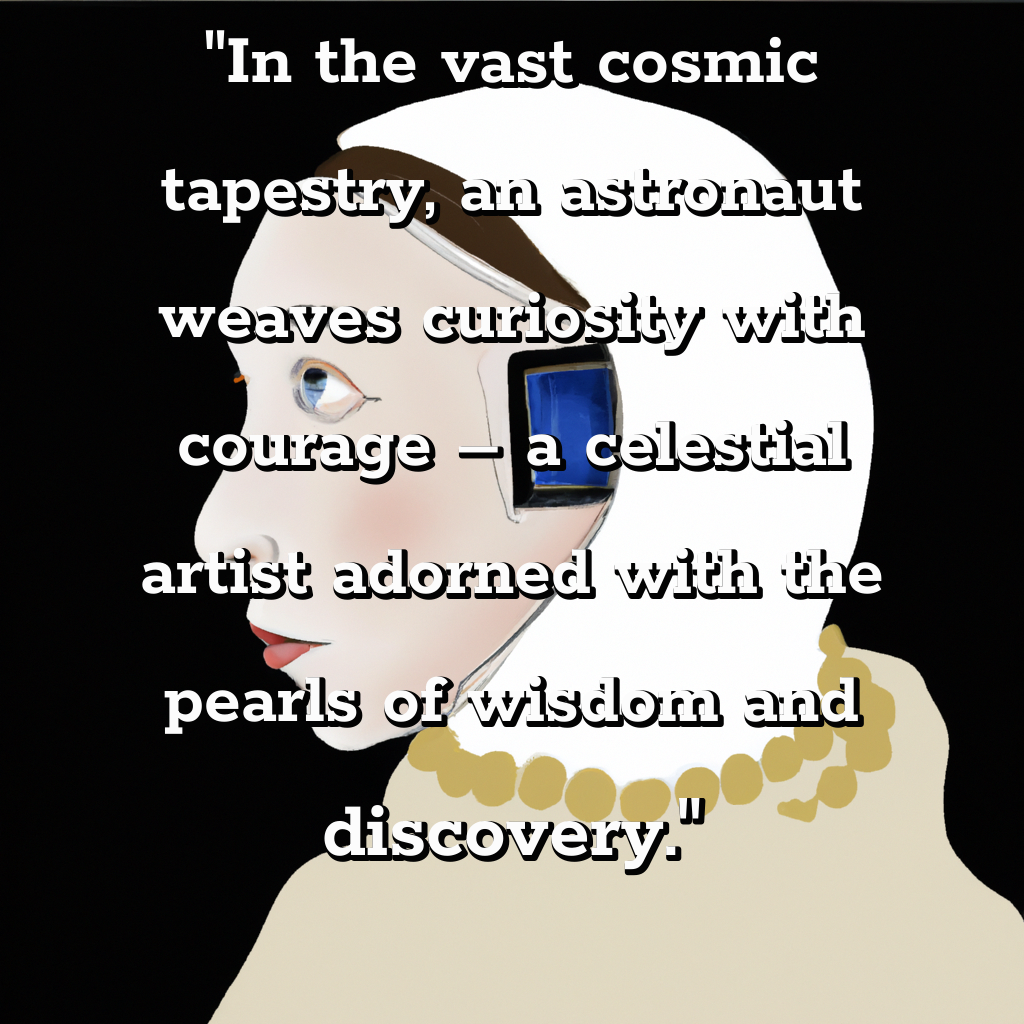 "In the vast cosmic
tapestry, an astronaut
weaves curiosity with
courage – a celestial
artist adorned with the
pearls of wisdom and
discovery."